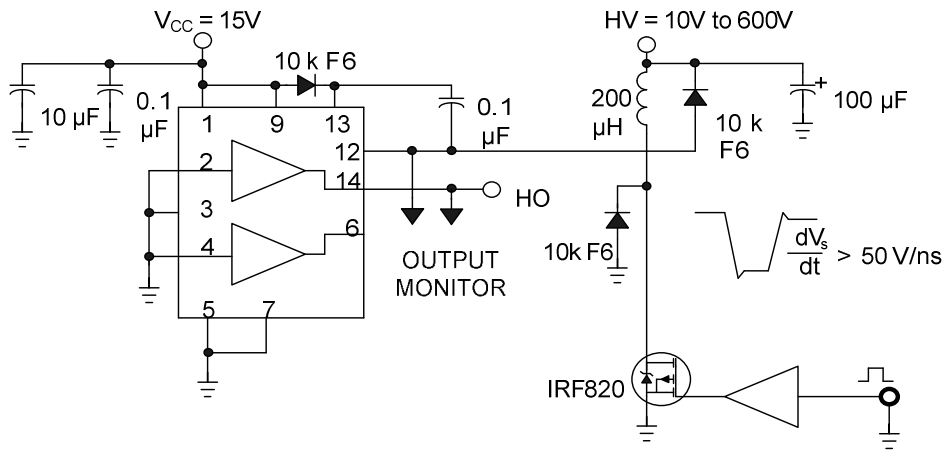 V_CC = 15V
HV = 10V to 600V
10 k F6
10 µF
0.1
µF
0.1
µF
200
µH
10 k
F6
100 µF
1
9
13
12
2
14
HO
3
6
4
10k F6
OUTPUT
MONITOR
dV_s
dt
> 50 V/ns
5
7
IRF820
+